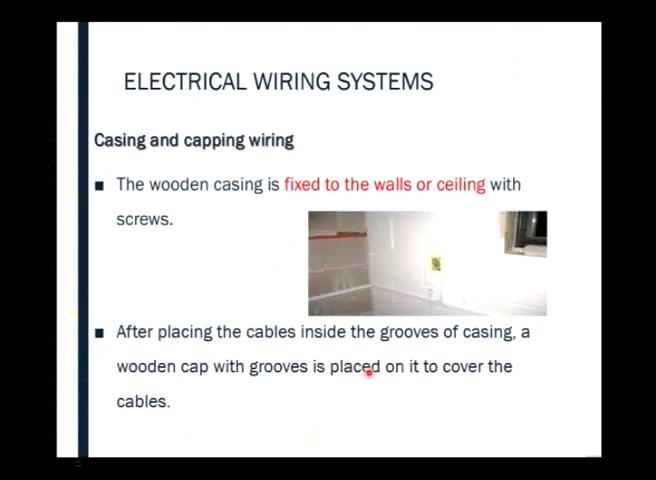 ELECTRICAL WIRING SYSTEMS
Casing and capping wiring
■ The wooden casing is fixed to the walls or ceiling with
screws.
■ After placing the cables inside the grooves of casing, a
wooden cap with grooves is placed on it to cover the
cables.